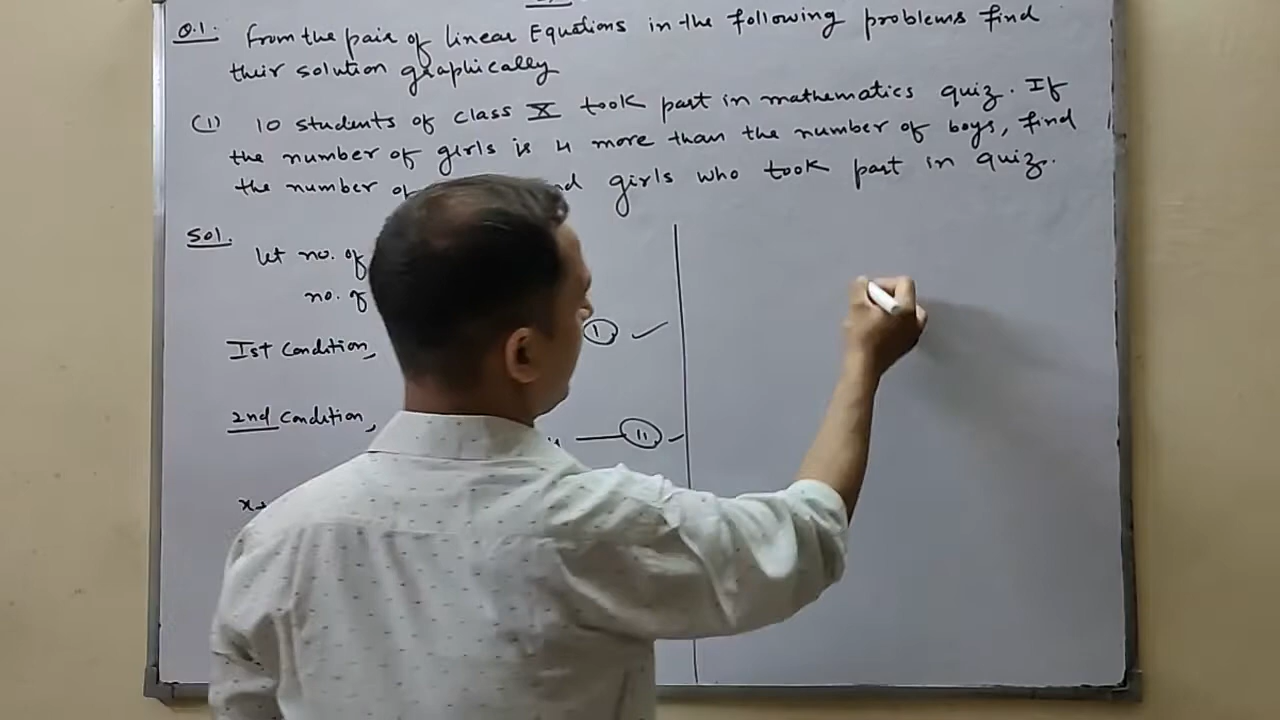 Q.1. From the pair of linear Equations in the following problems find
their solution graphically
(1) 10 students of class X took part in mathematics quiz. If
the number of girls is 4 more than the number of boys, find
the number of girls who took part in quiz.
Sol.
let no. of
no. of
Ist Condition, (I)
2nd Condition, (II)